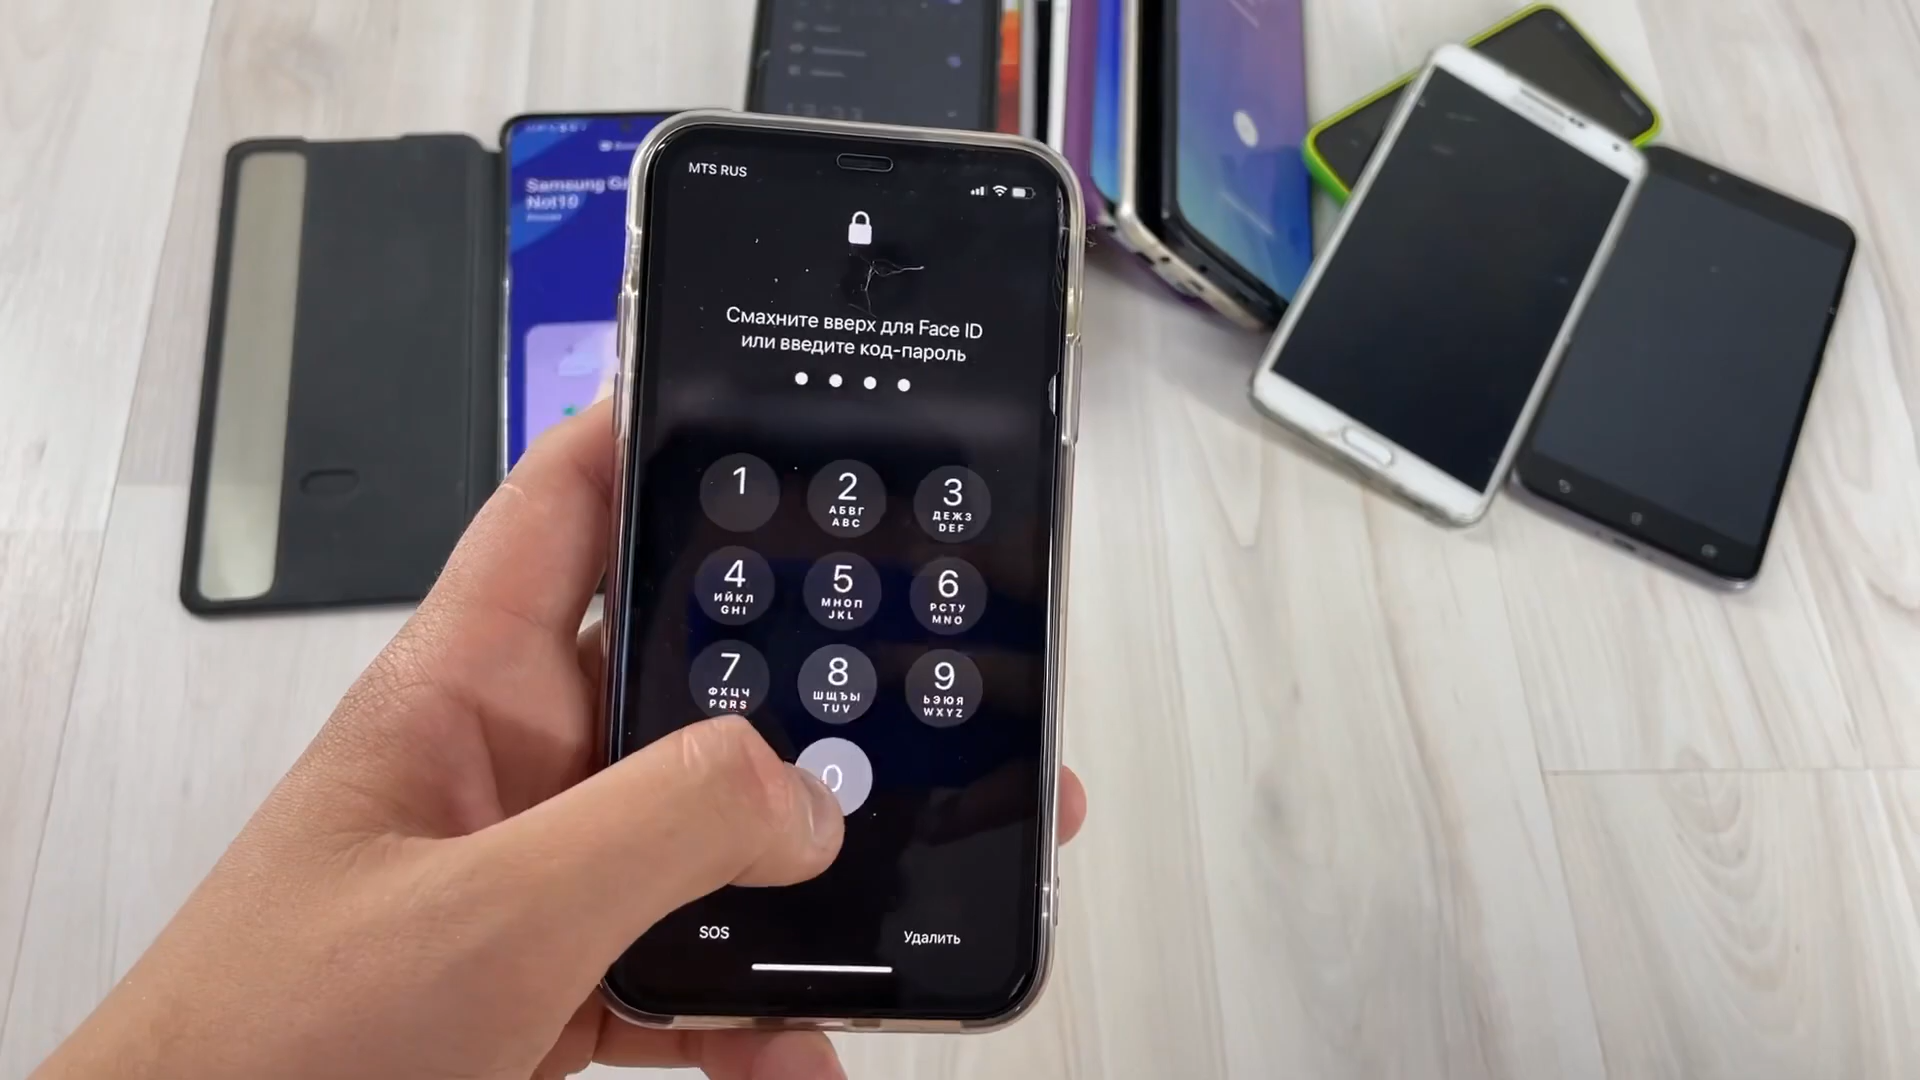 MTS RUS
Смахните вверх для Face ID
или введите код-пароль
1
2
АБВГ
ABC
3
ДЕЖЗ
DEF
4
ИЙКЛ
GHI
5
МНОП
JKL
6
РСТУ
MNO
7
ФХЦЧ
PQRS
8
ШЩЪЫ
TUV
9
ЬЭЮЯ
WXYZ
0
SOS
Удалить
Samsung
Not10